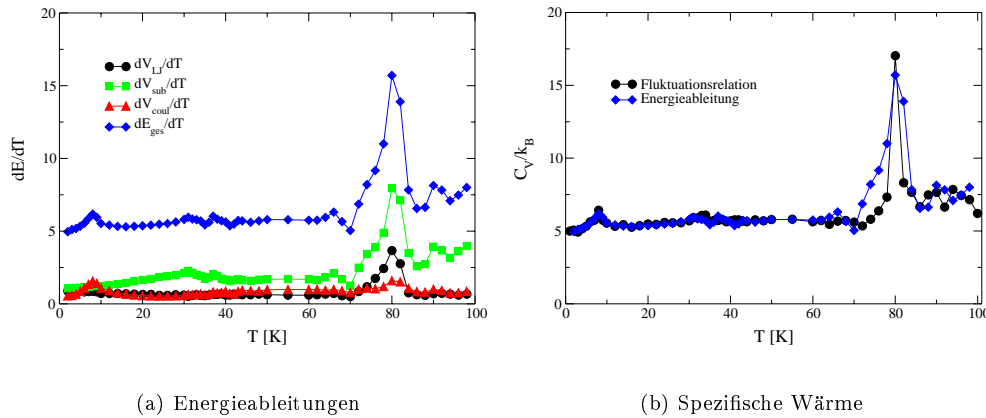 20
15
10
5
0
dE/dT
0
20
40
60
80
100
T [K]
dV_LJ/dT
dV_sub/dT
dV_coul/dT
dE_ges/dT
(a) Energieableitungen
20
15
10
5
0
C_V/k_B
1
20
40
60
80
100
T [K]
Fluktuationsrelation
Energieableitung
(b) Spezifische Wärme